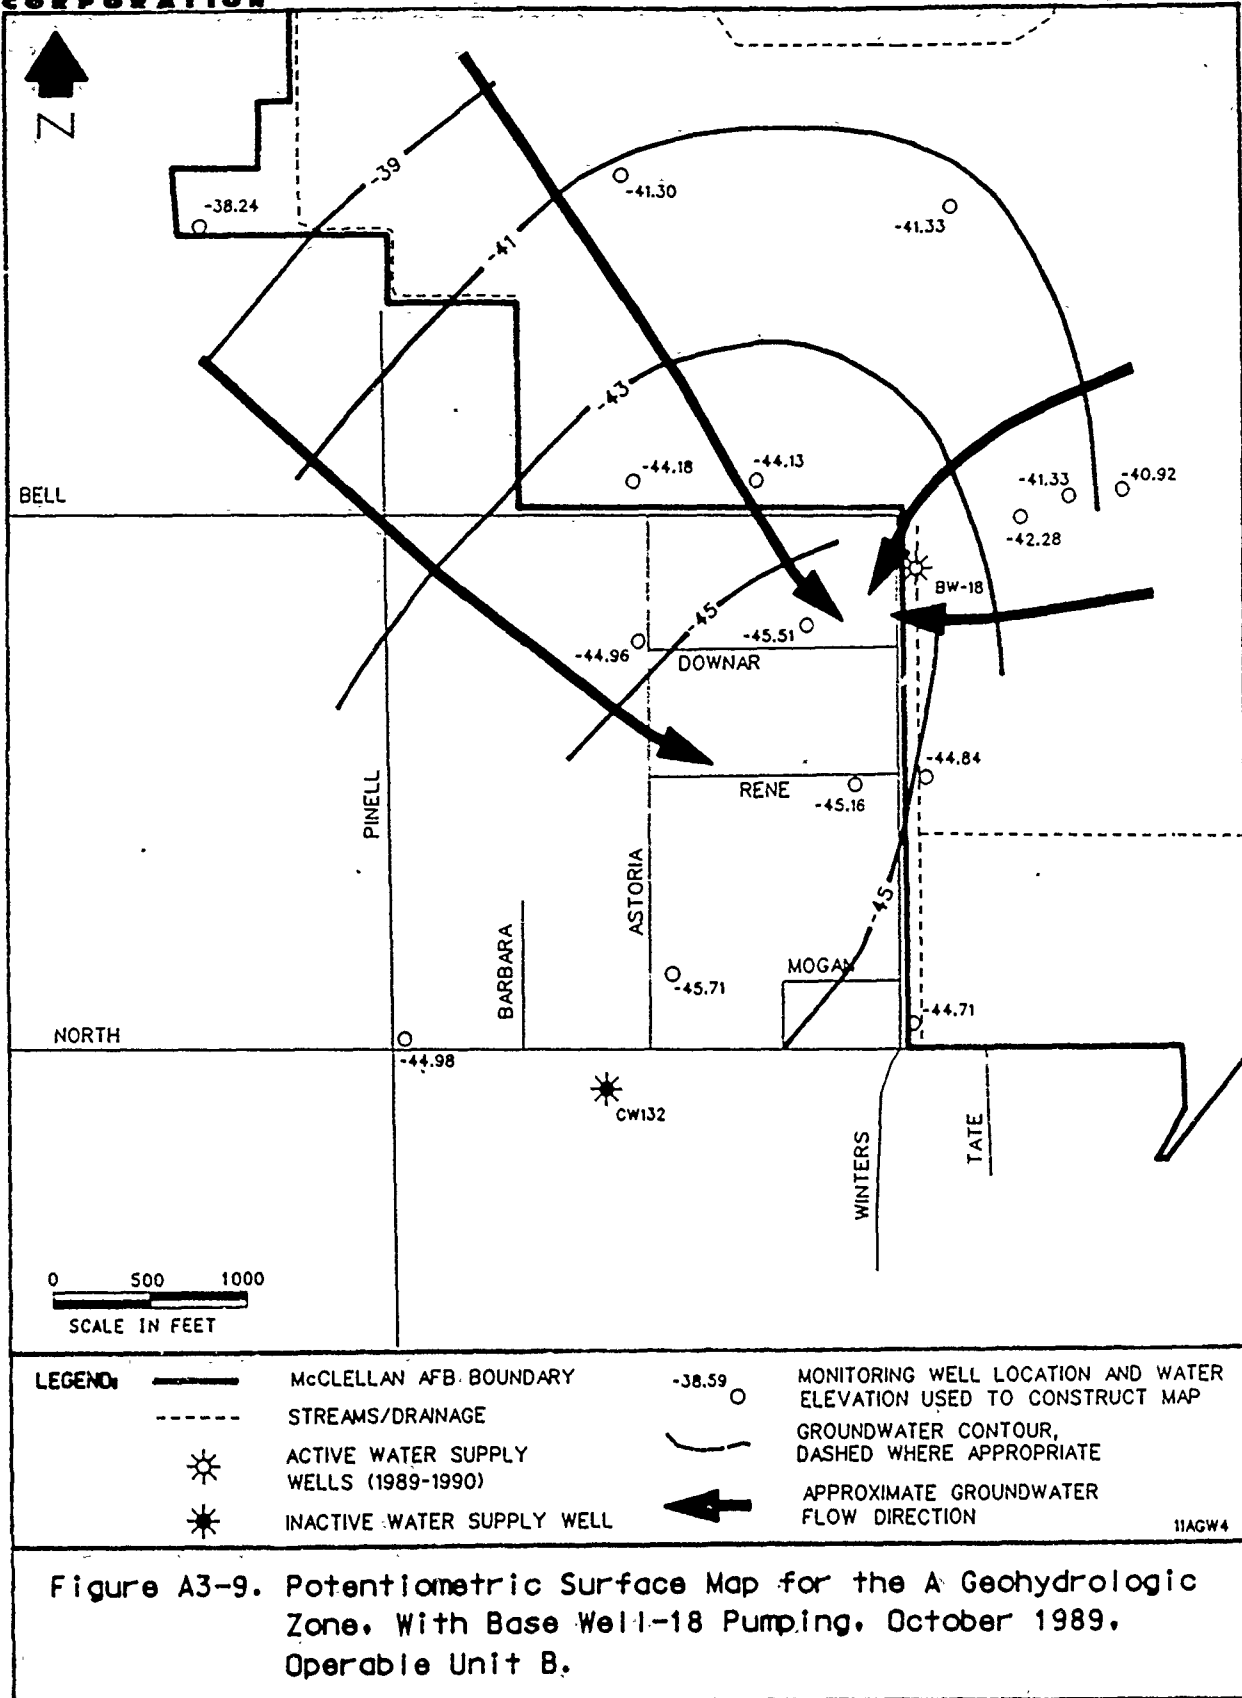 CORPORATION
Z
-39
-38.24
-41.30
-41.33
-41
-43
-44.18
-44.13
-41.33
-40.92
BELL
-42.28
BW-18
-45
-45.51
-44.96
DOWNAR
-44.84
RENE
-45.16
PINELL
ASTORIA
-45
BARBARA
MOGAN
-45.71
-44.71
NORTH
-44.98
CW132
WINTERS
TATE
0 500 1000
SCALE IN FEET
LEGEND:
McCLELLAN AFB BOUNDARY
STREAMS/DRAINAGE
ACTIVE WATER SUPPLY
WELLS (1989-1990)
INACTIVE WATER SUPPLY WELL
-38.59
MONITORING WELL LOCATION AND WATER
ELEVATION USED TO CONSTRUCT MAP
GROUNDWATER CONTOUR,
DASHED WHERE APPROPRIATE
APPROXIMATE GROUNDWATER
FLOW DIRECTION
11AGW4
Figure A3-9. Potentiometric Surface Map for the A Geohydrologic
Zone, With Base Well-18 Pumping, October 1989,
Operable Unit B.